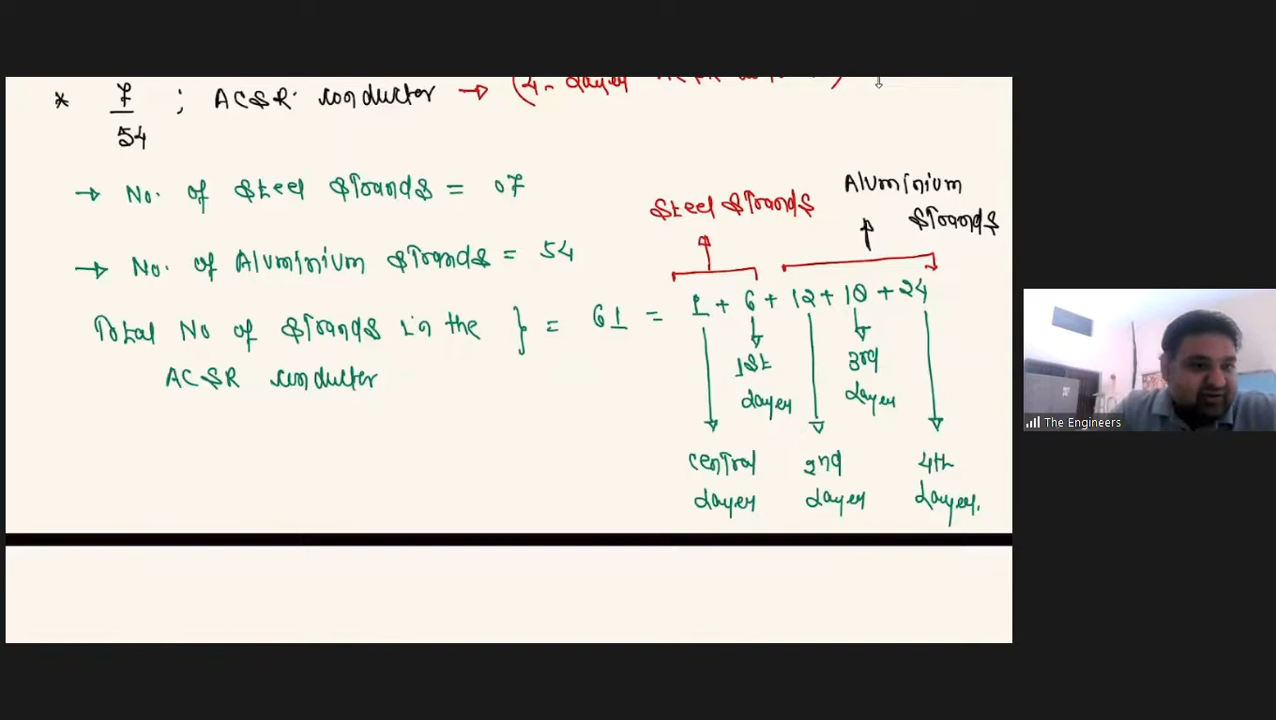 * 7/54 ; ACSR conductor → (4- Layer
→ No. of Steel Strands = 07
→ No. of Aluminium Strands = 54
Total No of Strands in the } = 61 = 1 + 6 + 12 + 18 + 24
ACSR conductor
Steel Strands
Aluminium
Strands
1st
Layer
3rd
Layer
central
Layer
2nd
Layer
4th
Layer.
The Engineers